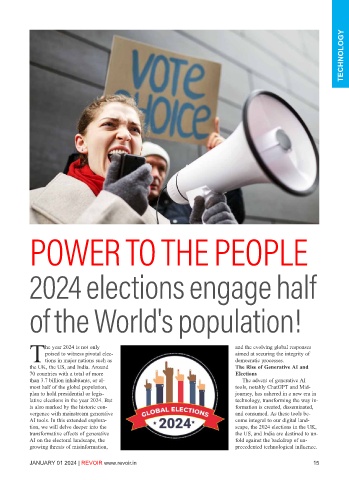 TECHNOLOGY
VOTE
CHOICE
POWER TO THE PEOPLE
2024 elections engage half
of the World's population!
The year 2024 is not only
poised to witness pivotal elec-
tions in major nations such as
the UK, the US, and India. Around
70 countries with a total of more
than 3.7 billion inhabitants, or al-
most half of the global population,
plan to hold presidential or legis-
lative elections in the year 2024. But
is also marked by the historic con-
vergence with mainstream generative
AI tools. In this extended explora-
tion, we will delve deeper into the
transformative effects of generative
AI on the electoral landscape, the
growing threats of misinformation,
GLOBAL ELECTIONS
2024
and the evolving global responses
aimed at securing the integrity of
democratic processes.
The Rise of Generative AI and
Elections
The advent of generative AI
tools, notably ChatGPT and Mid-
journey, has ushered in a new era in
technology, transforming the way in-
formation is created, disseminated,
and consumed. As these tools be-
come integral to our digital land-
scape, the 2024 elections in the UK,
the US, and India are destined to un-
fold against the backdrop of un-
precedented technological influence.
JANUARY 01 2024 | REVOIR www.revoir.in
15